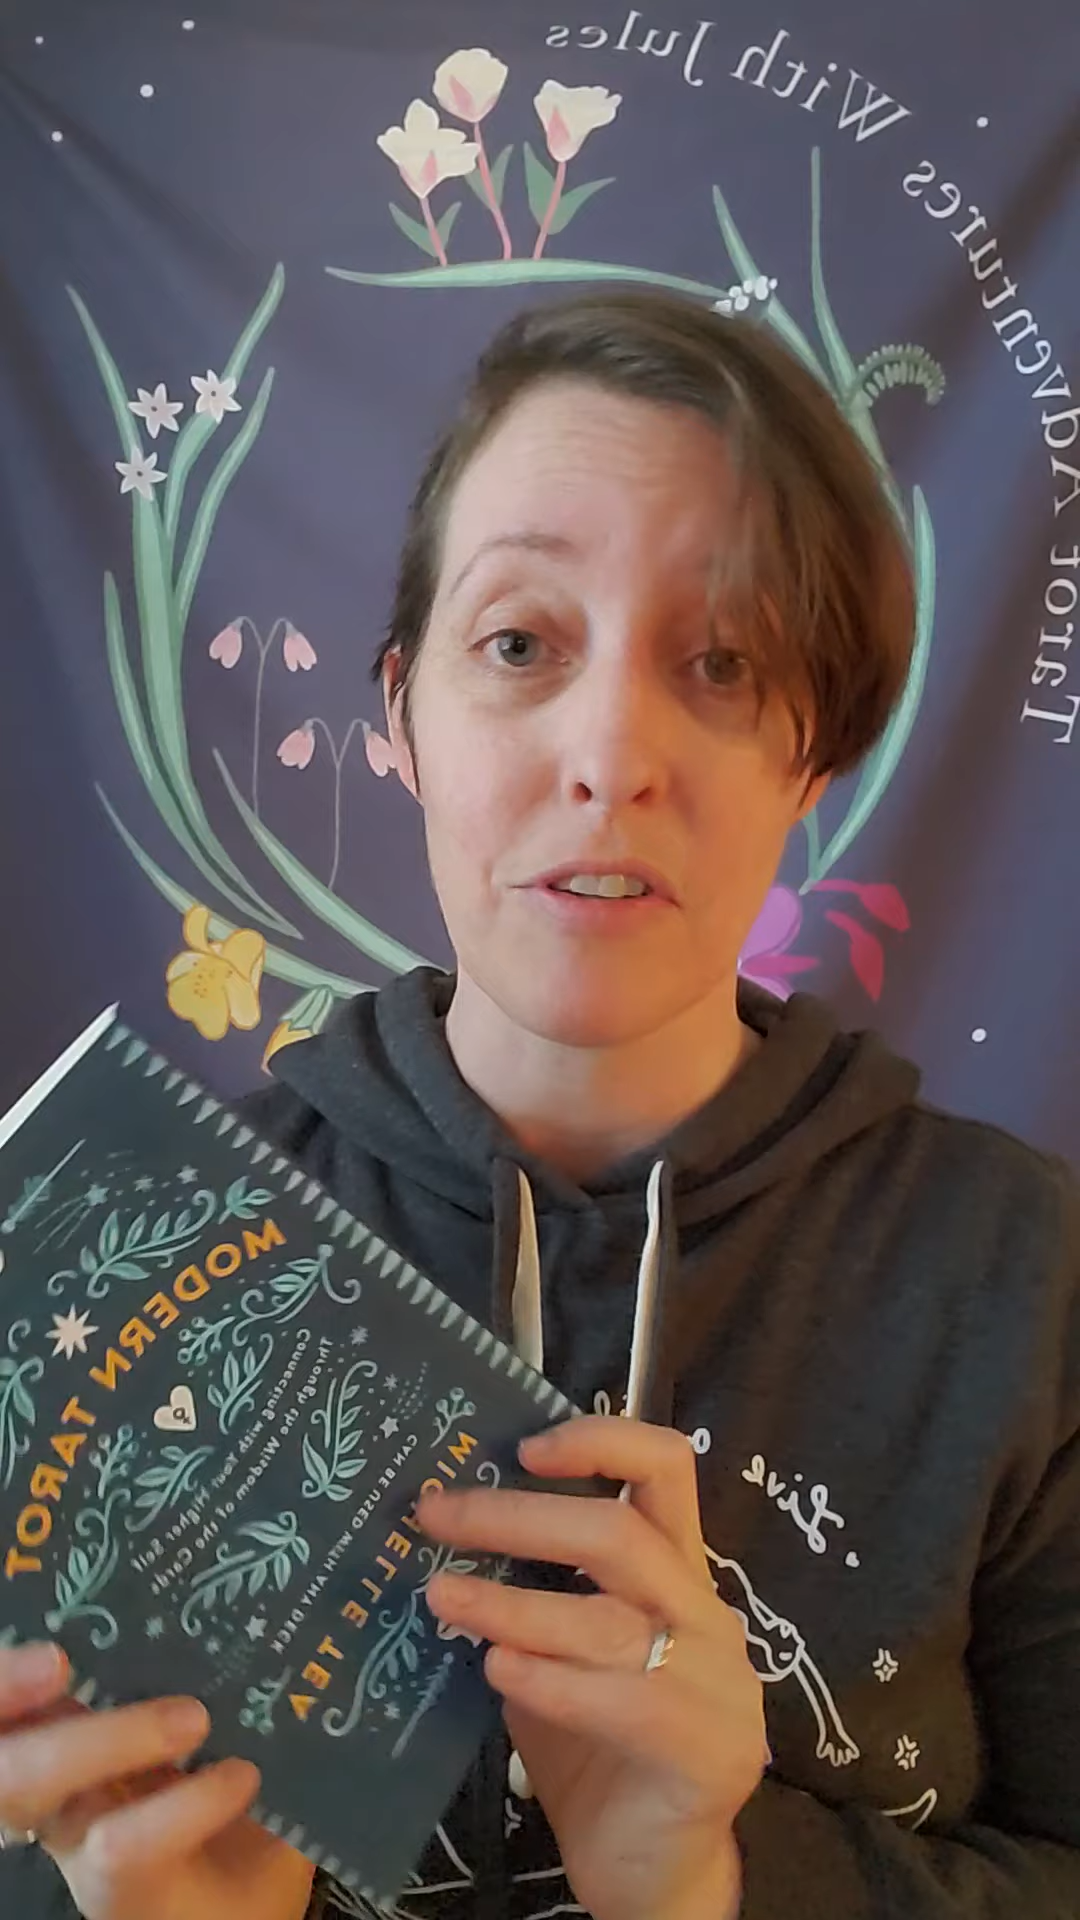 Tarot Adventures With Jules
MODERN TAROT
Connecting with Your Higher Self
Through the Wisdom of the Cards
CAN BE USED WITH ANY DECK
MICHELLE TEA
Live